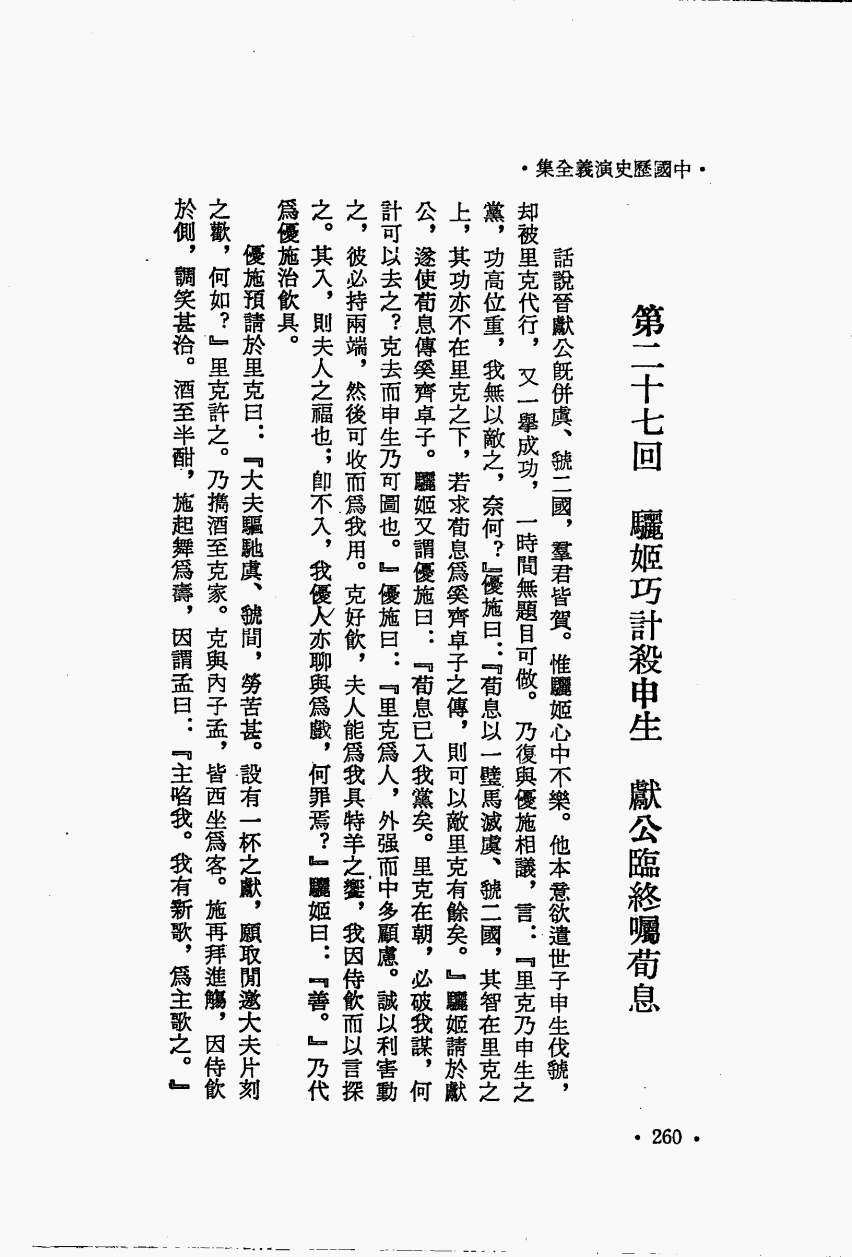 ·中國歷史演義全集·
第二十七回　驪姬巧計殺申生　獻公臨終囑荀息
話說晉獻公旣併虞、虢二國，羣君皆賀。惟驪姬心中不樂。他本意欲遣世子申生伐虢，
却被里克代行，又一舉成功，一時間無題目可做。乃復與優施相議，言：『里克乃申生之
黨，功高位重，我無以敵之，奈何？』優施曰：『荀息以一璧馬滅虞、虢二國，其智在里克之
上，其功亦不在里克之下，若求荀息爲奚齊卓子之傅，則可以敵里克有餘矣。』驪姬請於獻
公，遂使荀息傅奚齊卓子。驪姬又謂優施曰：『荀息已入我黨矣。里克在朝，必破我謀，何
計可以去之？克去而申生乃可圖也。』優施曰：『里克爲人，外强而中多顧慮。誠以利害動
之，彼必持兩端，然後可收而爲我用。克好飲，夫人能爲我具特羊之饗，我因侍飲而以言探
之。其入，則夫人之福也；卽不入，我優人亦聊與爲戲，何罪焉？』驪姬曰：『善。』乃代
爲優施治飲具。
優施預請於里克曰：『大夫驅馳虞、虢間，勞苦甚。設有一杯之獻，願取閒邀大夫片刻
之歡，何如？』里克許之。乃擕酒至克家。克與內子孟，皆西坐爲客。施再拜進觴，因侍飲
於側，調笑甚洽。酒至半酣，施起舞爲壽，因謂孟曰：『主啗我。我有新歌，爲主歌之。』
·260·